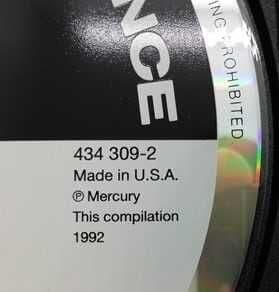 NCE
ING PROHIBITED
434 309-2
Made in U.S.A.
℗ Mercury
This compilation
1992